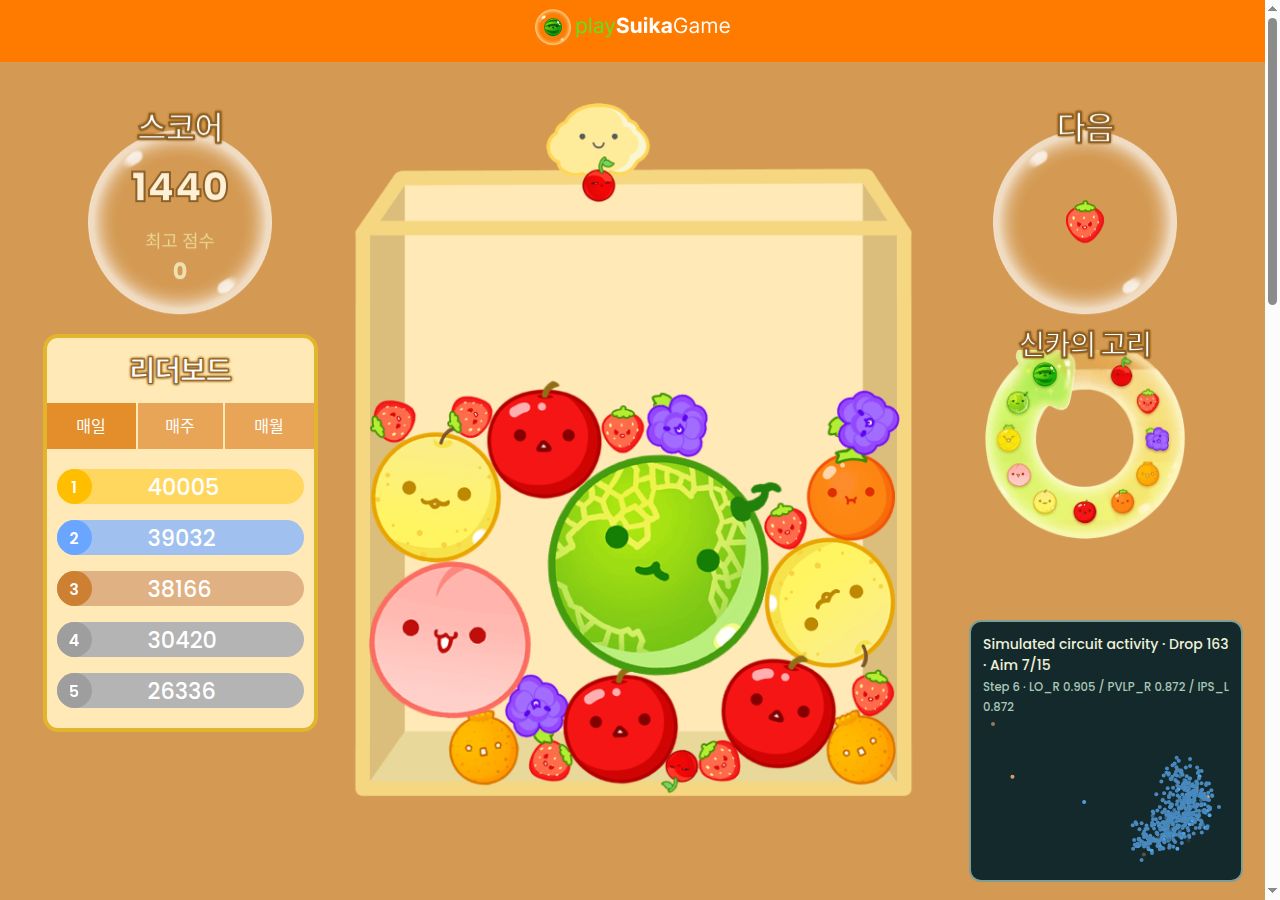 playSuikaGame
스코어
1440
최고 점수
0
다음
신카의 고리
리더보드
매일 매주 매월
1 40005
2 39032
3 38166
4 30420
5 26336
Simulated circuit activity · Drop 163
· Aim 7/15
Step 6 · LO_R 0.905 / PVLP_R 0.872 / IPS_L
0.872